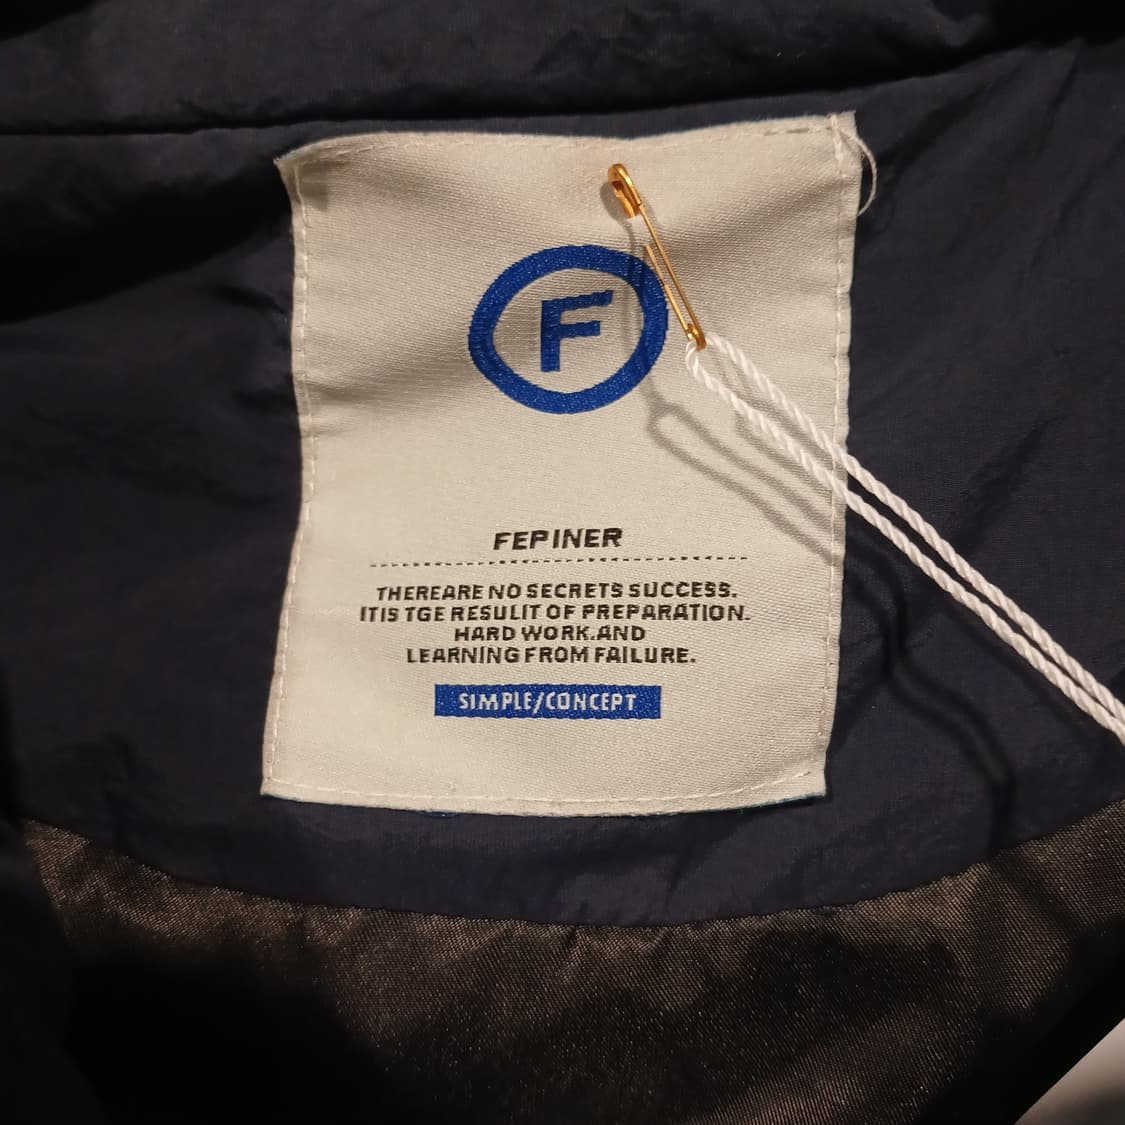 F
FEPINER
THEREARE NO SECRETS SUCCESS.
ITIS TGE RESULIT OF PREPARATION.
HARD WORK.AND
LEARNING FROM FAILURE.
SIMPLE/CONCEPT